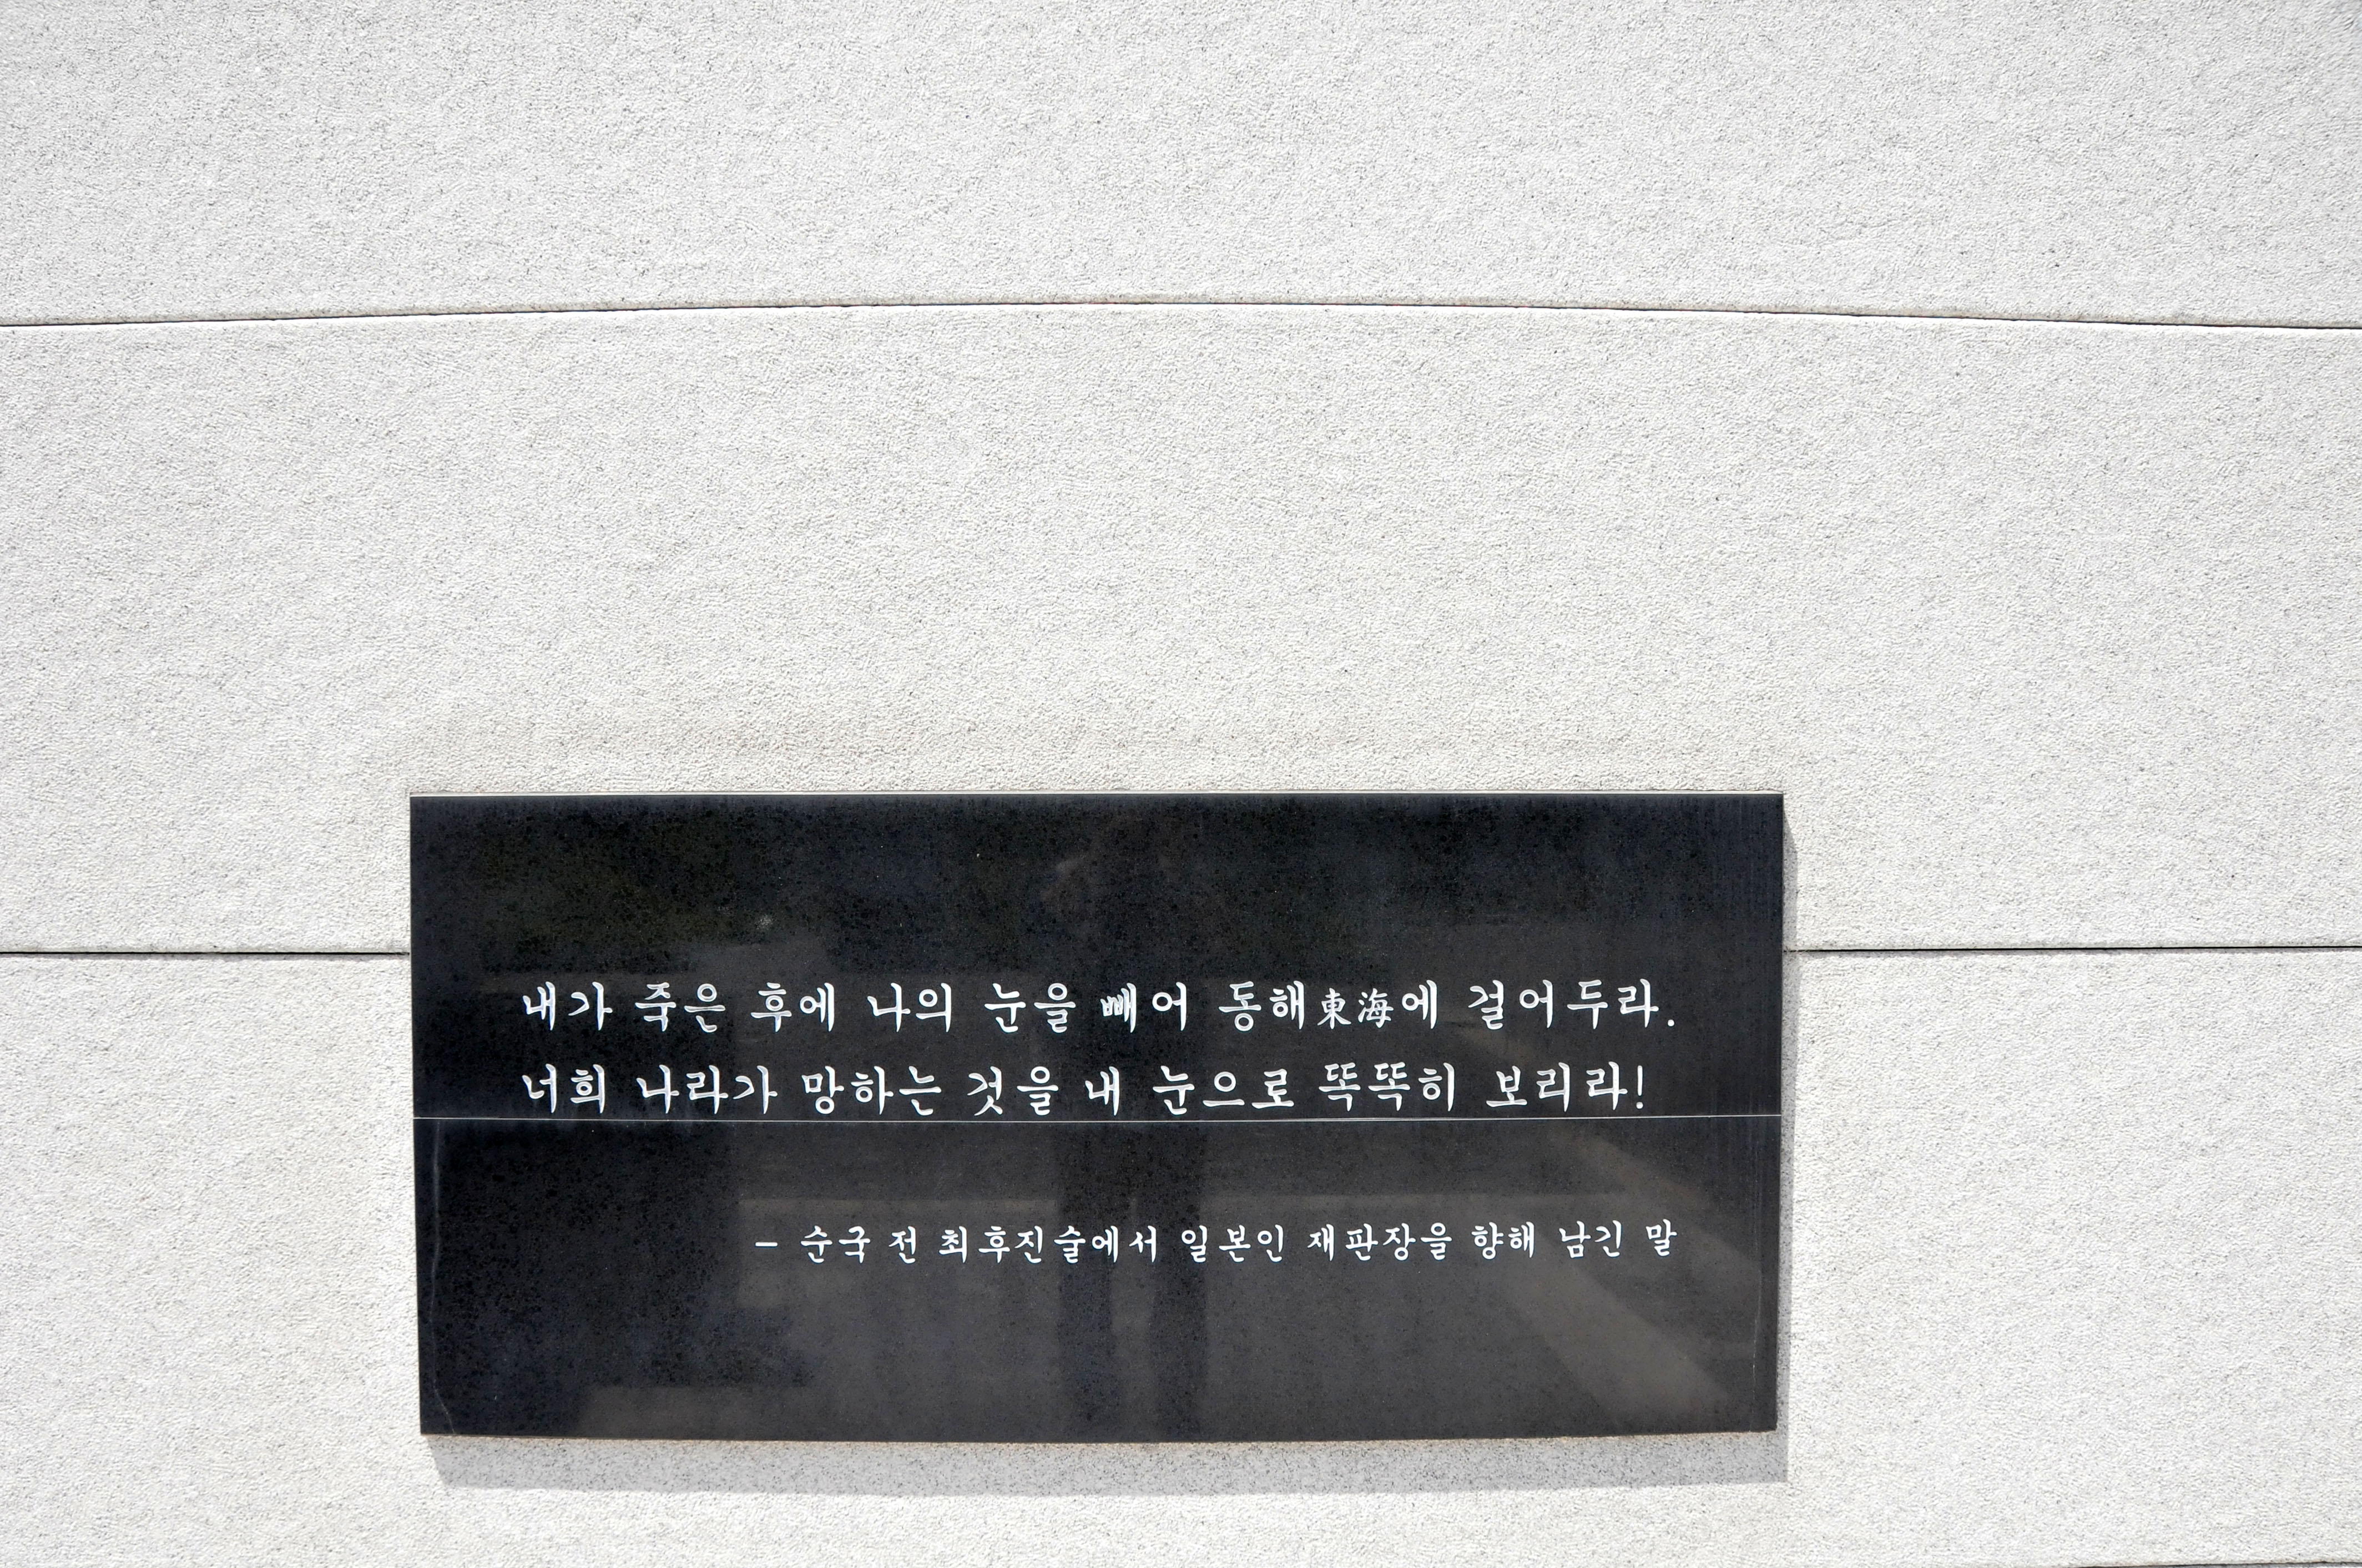 내가 죽은 후에 나의 눈을 빼어 동해東海에 걸어두라.
너희 나라가 망하는 것을 내 눈으로 똑똑히 보리라!
- 순국 전 최후진술에서 일본인 재판장을 향해 남긴 말